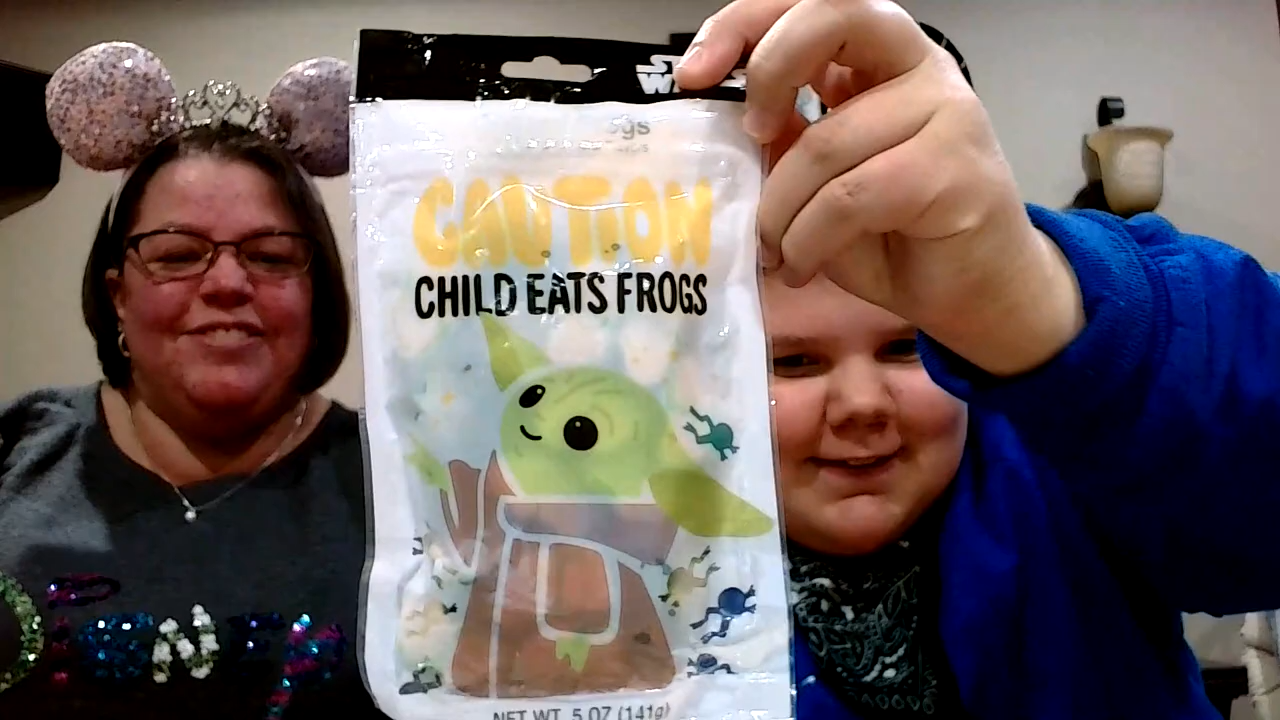 STAR
WARS
CAUTION
CHILD EATS FROGS
NET WT. 5 OZ (141g)